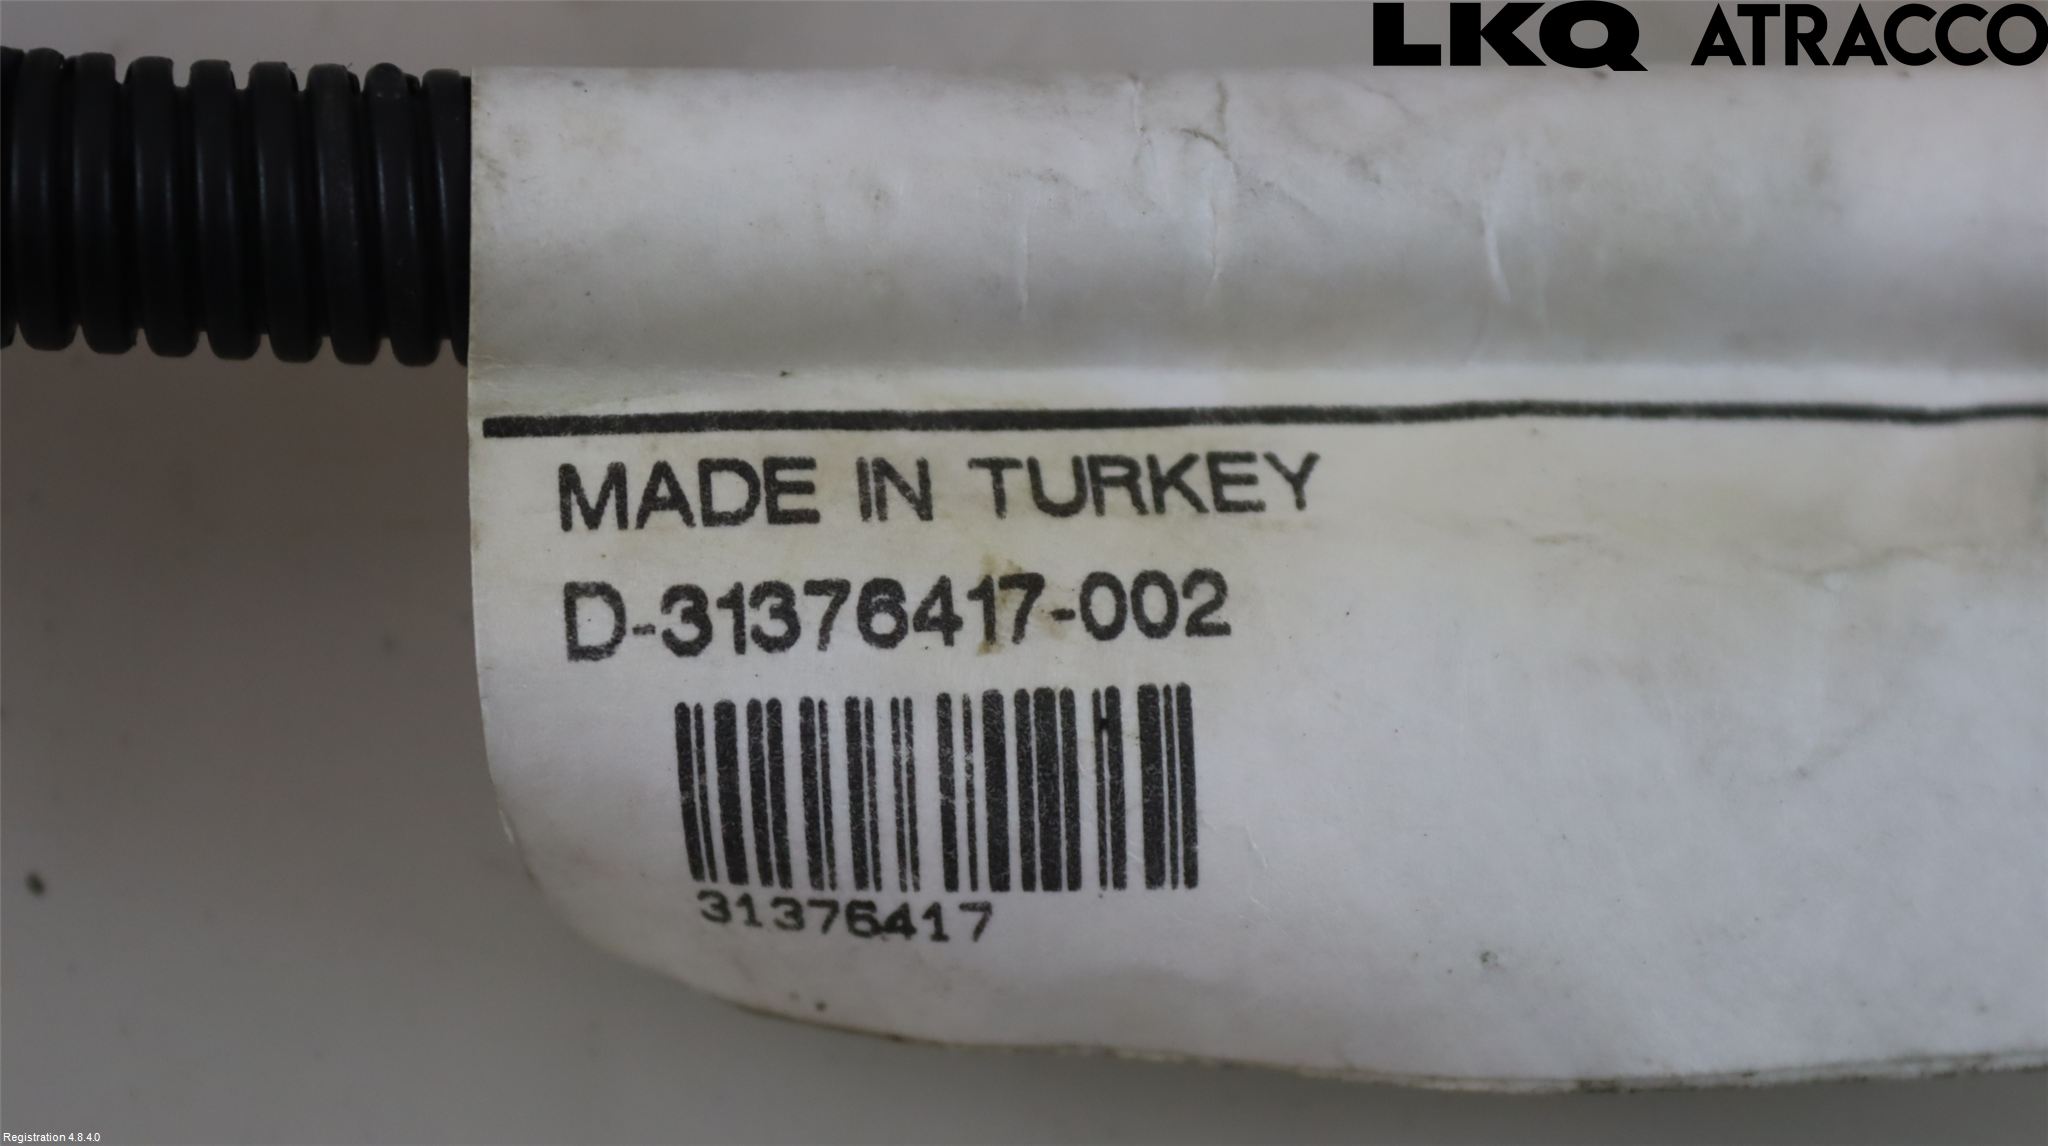 LKQ ATRACCO
MADE IN TURKEY
D-31376417-002
31376417
Registration 4.8.4.0